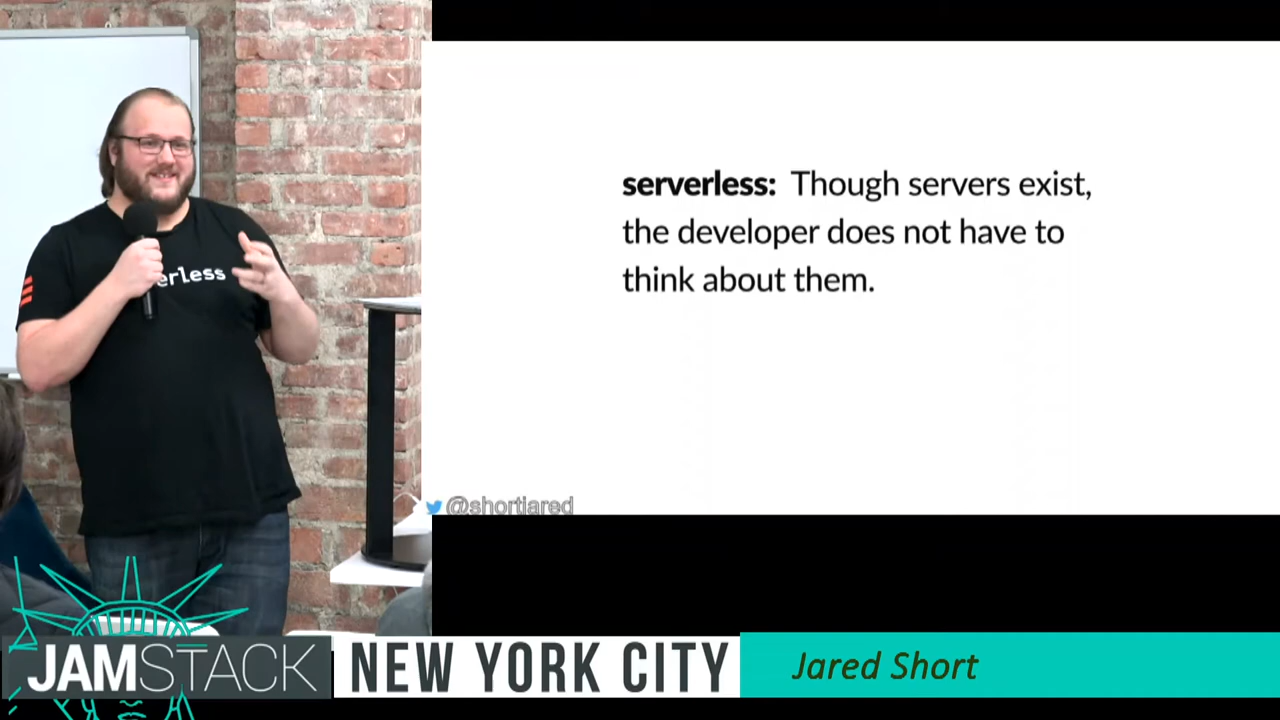 erless
serverless: Though servers exist,
the developer does not have to
think about them.
@shortjared
JAMSTACK
NEW YORK CITY
Jared Short